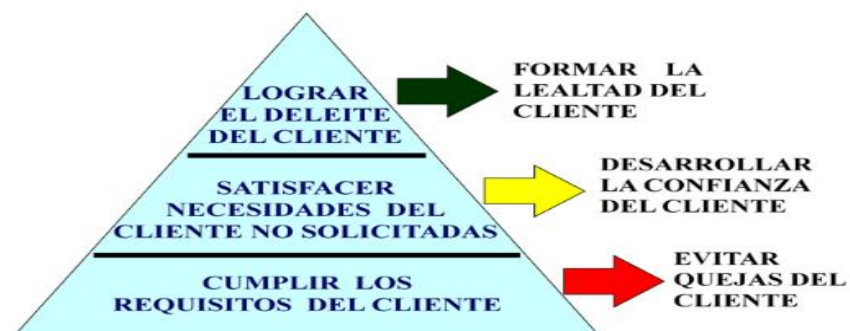 LOGRAR
EL DELEITE
DEL CLIENTE
FORMAR LA
LEALTAD DEL
CLIENTE
SATISFACER
NECESIDADES DEL
CLIENTE NO SOLICITADAS
DESARROLLAR
LA CONFIANZA
DEL CLIENTE
CUMPLIR LOS
REQUISITOS DEL CLIENTE
EVITAR
QUEJAS DEL
CLIENTE